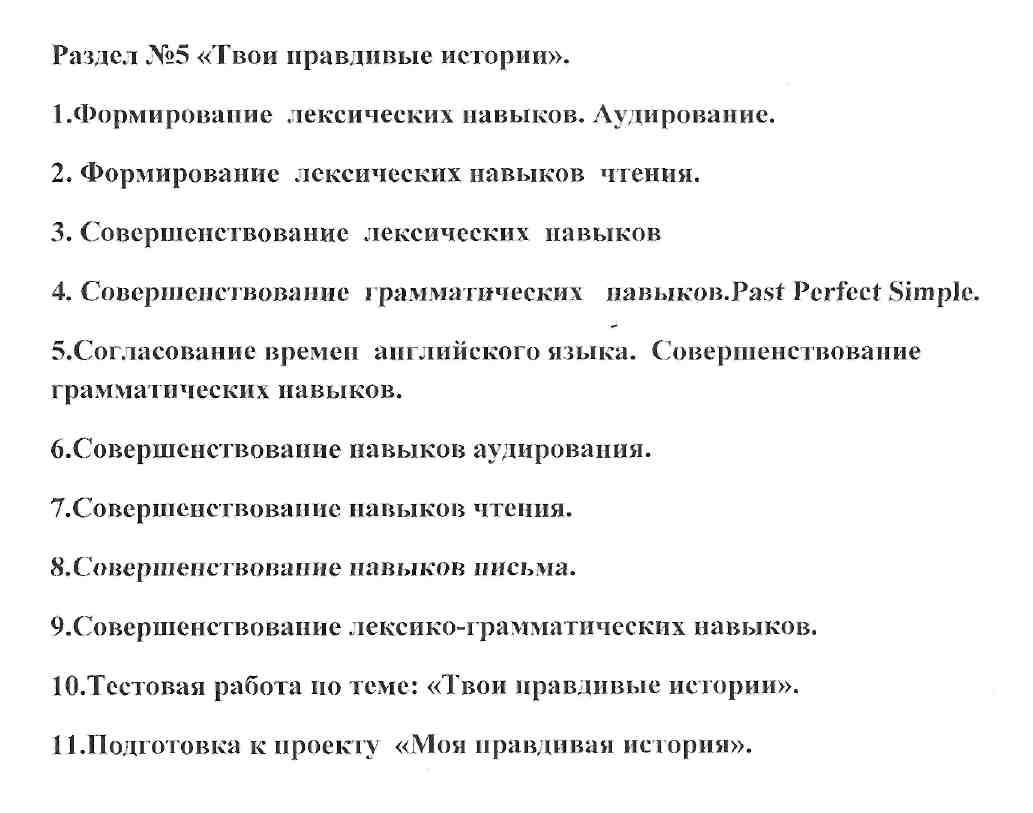 Раздел №5 «Твои правдивые истории».
1.Формирование лексических навыков. Аудирование.
2. Формирование лексических навыков чтения.
3. Совершенствование лексических навыков
4. Совершенствование грамматических навыков.Past Perfect Simple.
5.Согласование времен английского языка. Совершенствование
грамматических навыков.
6.Совершенствование навыков аудирования.
7.Совершенствование навыков чтения.
8.Совершенствование навыков письма.
9.Совершенствование лексико-грамматических навыков.
10.Тестовая работа по теме: «Твои правдивые истории».
11.Подготовка к проекту «Моя правдивая история».